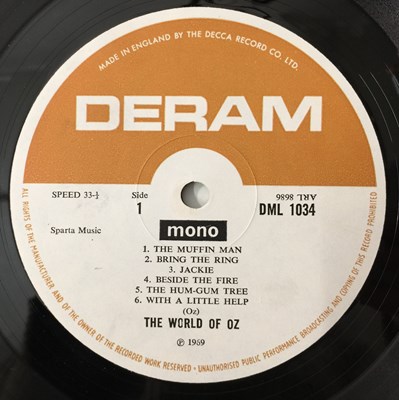 MADE IN ENGLAND BY THE DECCA RECORD CO. LTD.
DERAM
SPEED 33-⅓
Side
1
ARL 9898
mono
DML 1034
Sparta Music
1. THE MUFFIN MAN
2. BRING THE RING
3. JACKIE
4. BESIDE THE FIRE
5. THE HUM-GUM TREE
6. WITH A LITTLE HELP
(Oz)
THE WORLD OF OZ
℗ 1969
ALL RIGHTS OF THE MANUFACTURER AND OF THE OWNER OF THE RECORDED WORK RESERVED · UNAUTHORISED PUBLIC PERFORMANCE BROADCASTING AND COPYING OF THIS RECORD PROHIBITED